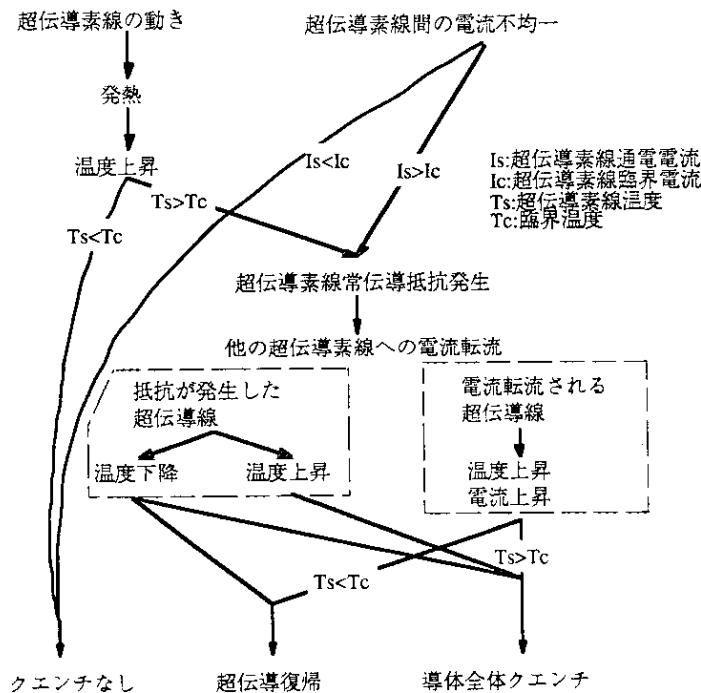 超伝導素線の動き
超伝導素線間の電流不均一
発熱
温度上昇
Is<Ic
Is>Ic
Is:超伝導素線通電電流
Ic:超伝導素線臨界電流
Ts:超伝導素線温度
Tc:臨界温度
Ts>Tc
Ts<Tc
超伝導素線常伝導抵抗発生
他の超伝導素線への電流転流
抵抗が発生した
超伝導線
電流転流される
超伝導線
温度下降
温度上昇
温度上昇
電流上昇
Ts<Tc
Ts>Tc
クエンチなし
超伝導復帰
導体全体クエンチ